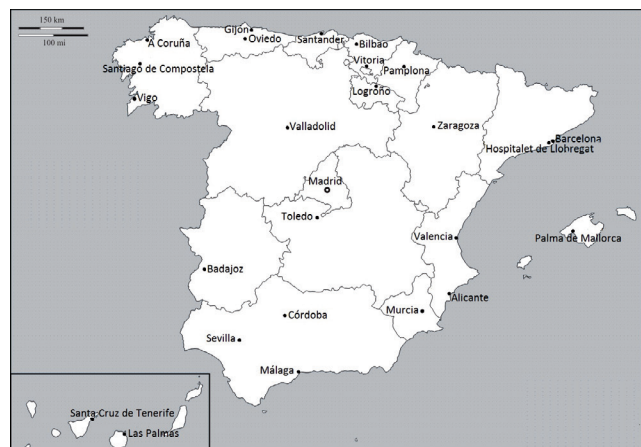 150 km
100 mi
Gijón
Oviedo
Santander
Bilbao
A Coruña
Santiago de Compostela
Vitoria
Pamplona
Logroño
Vigo
Valladolid
Zaragoza
Barcelona
Hospitalet de Llohregat
Madrid
Toledo
Valencia
Palma de Mallorca
Badajoz
Alicante
Murcia
Córdoba
Sevilla
Málaga
Santa Cruz de Tenerife
Las Palmas